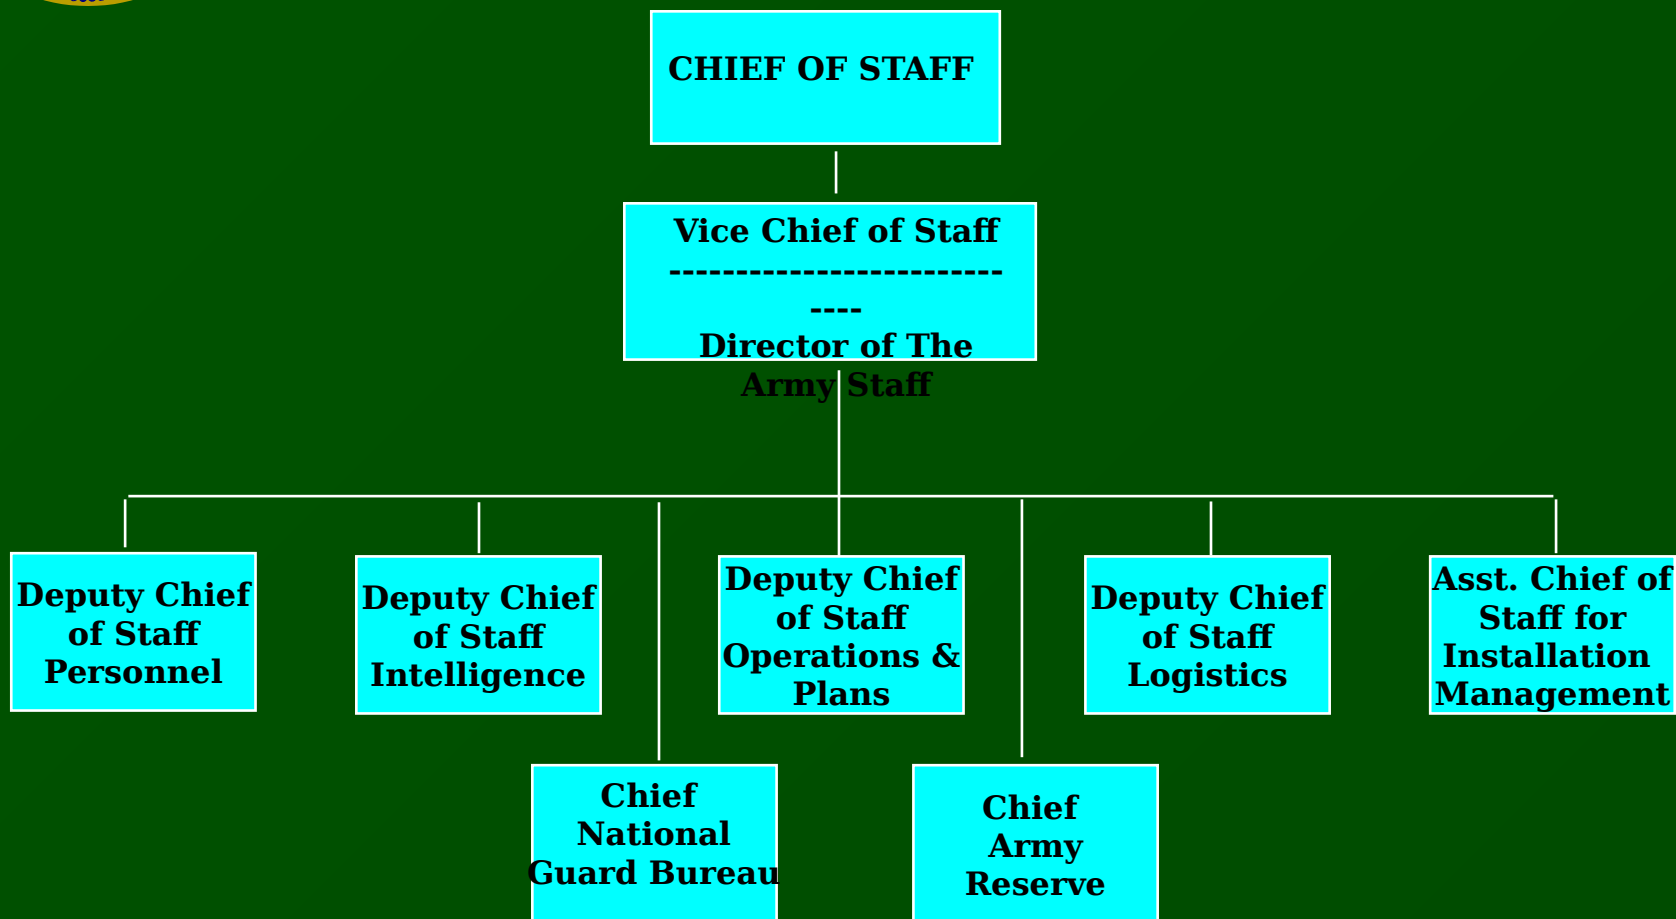 CHIEF OF STAFF
Vice Chief of Staff
-------------------------
----
Director of The
Army Staff
Deputy Chief
of Staff
Personnel
Deputy Chief
of Staff
Intelligence
Deputy Chief
of Staff
Operations &
Plans
Deputy Chief
of Staff
Logistics
Asst. Chief of
Staff for
Installation
Management
Chief
National
Guard Bureau
Chief
Army
Reserve